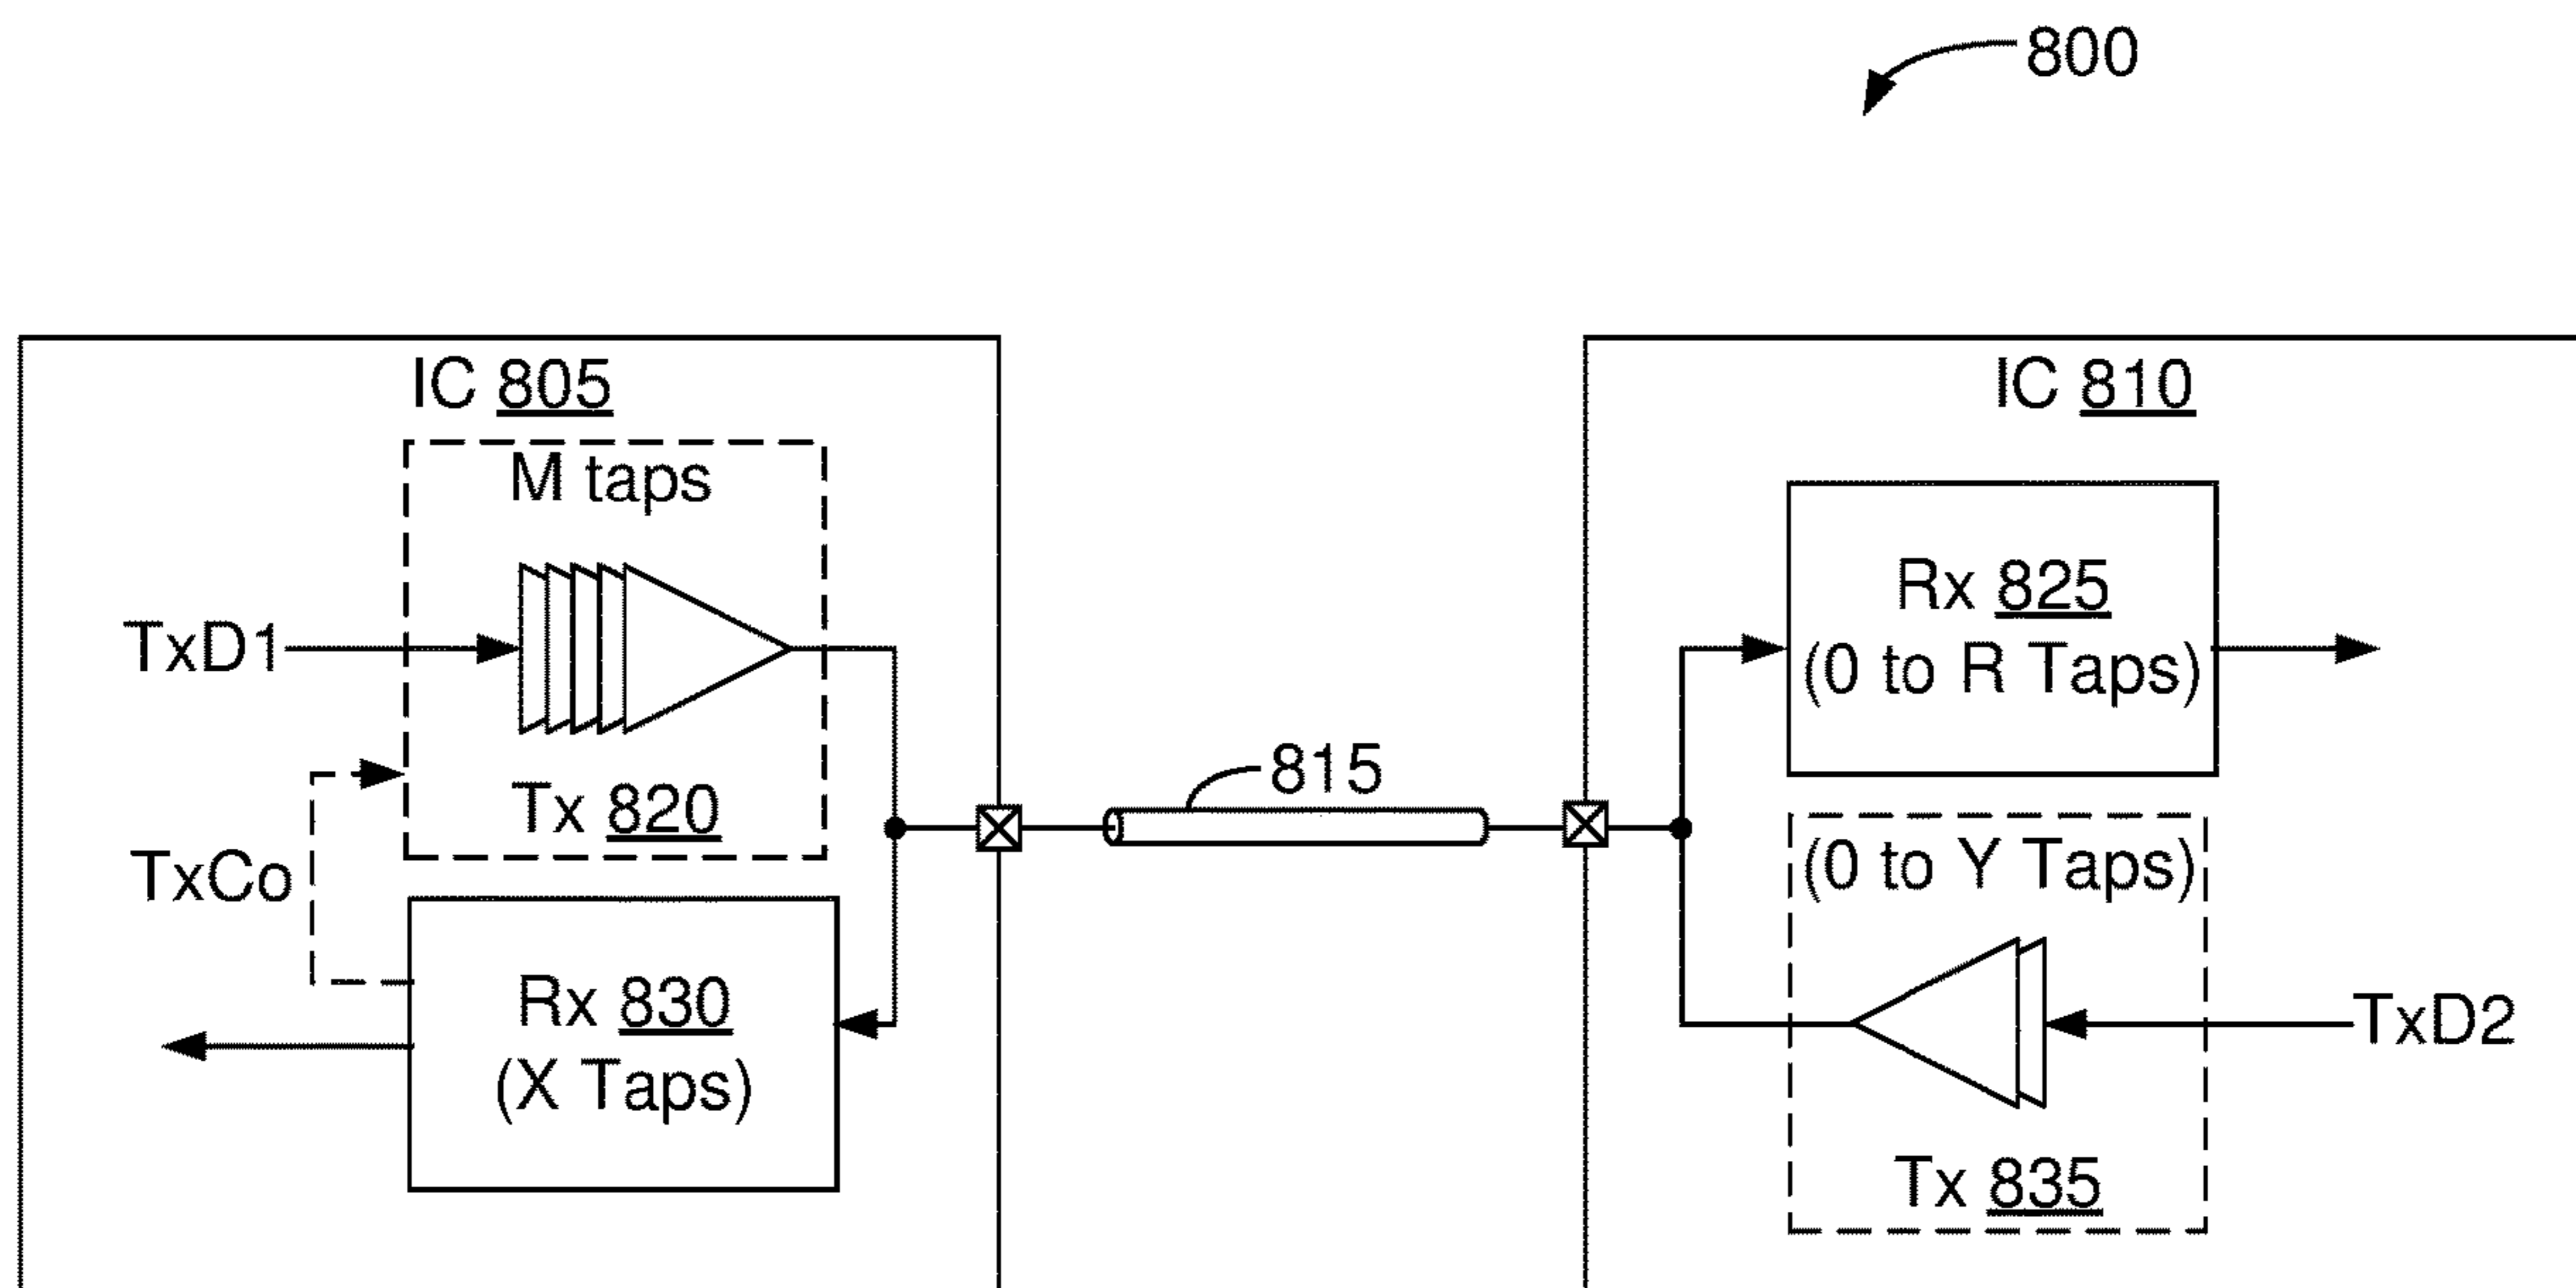 800
IC 805
M taps
TxD1
Tx 820
TxCo
Rx 830
(X Taps)
815
IC 810
Rx 825
(0 to R Taps)
(0 to Y Taps)
TxD2
Tx 835